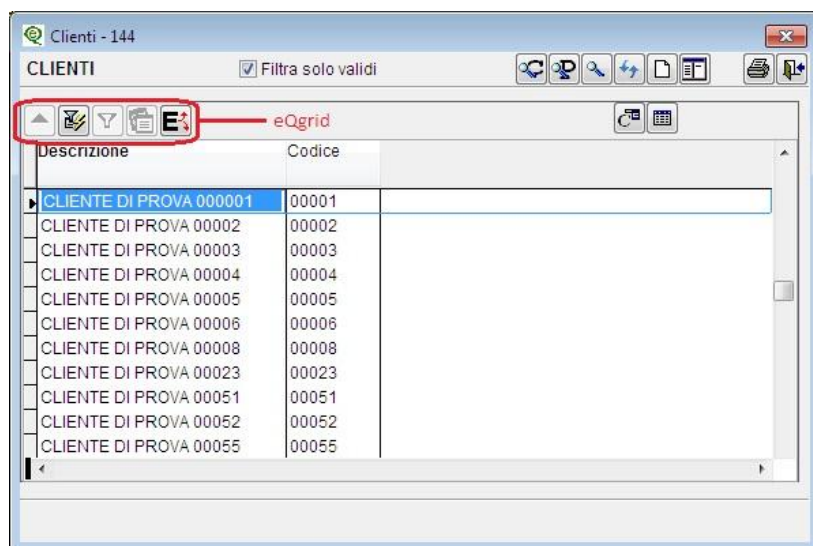 Clienti - 144
CLIENTI Filtra solo validi
eQgrid
Descrizione Codice
CLIENTE DI PROVA 000001 00001
CLIENTE DI PROVA 00002 00002
CLIENTE DI PROVA 00003 00003
CLIENTE DI PROVA 00004 00004
CLIENTE DI PROVA 00005 00005
CLIENTE DI PROVA 00006 00006
CLIENTE DI PROVA 00008 00008
CLIENTE DI PROVA 00023 00023
CLIENTE DI PROVA 00051 00051
CLIENTE DI PROVA 00052 00052
CLIENTE DI PROVA 00055 00055